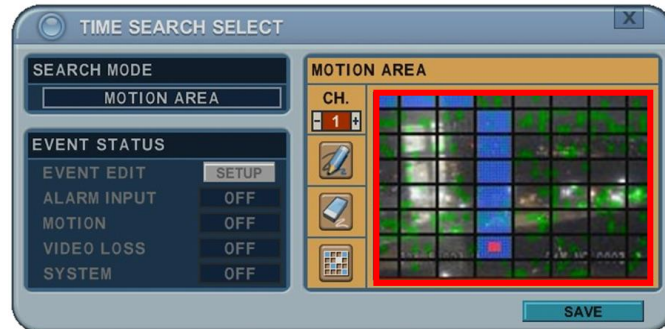 TIME SEARCH SELECT
X
SEARCH MODE
MOTION AREA
EVENT STATUS
EVENT EDIT SETUP
ALARM INPUT OFF
MOTION OFF
VIDEO LOSS OFF
SYSTEM OFF
MOTION AREA
CH.
- 1 +
SAVE